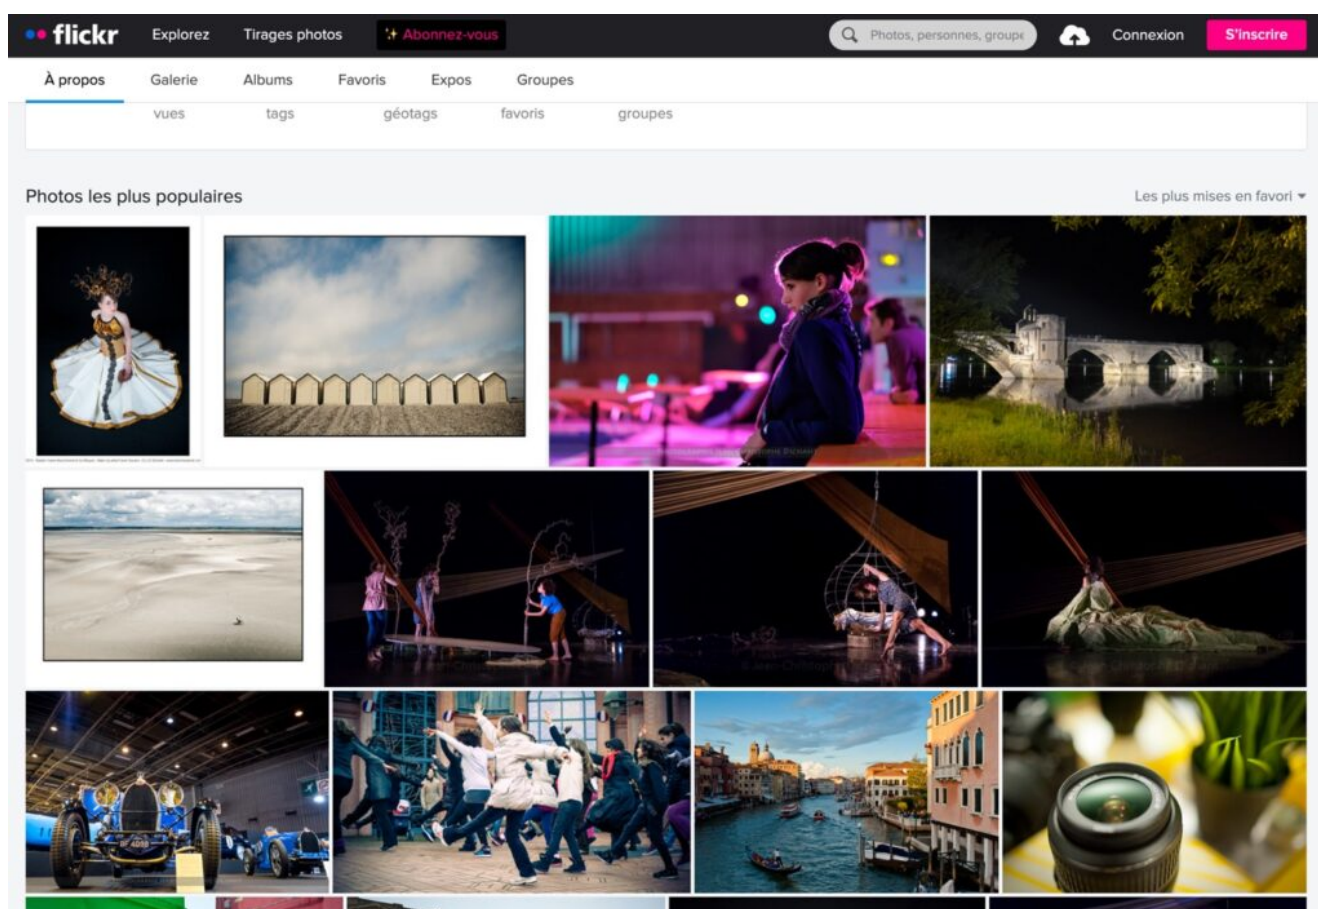 flickr Explorez Tirages photos ✨ Abonnez-vous Photos, personnes, groupe Connexion S'inscrire
À propos Galerie Albums Favoris Expos Groupes
vues tags géotags favoris groupes
Photos les plus populaires Les plus mises en favori